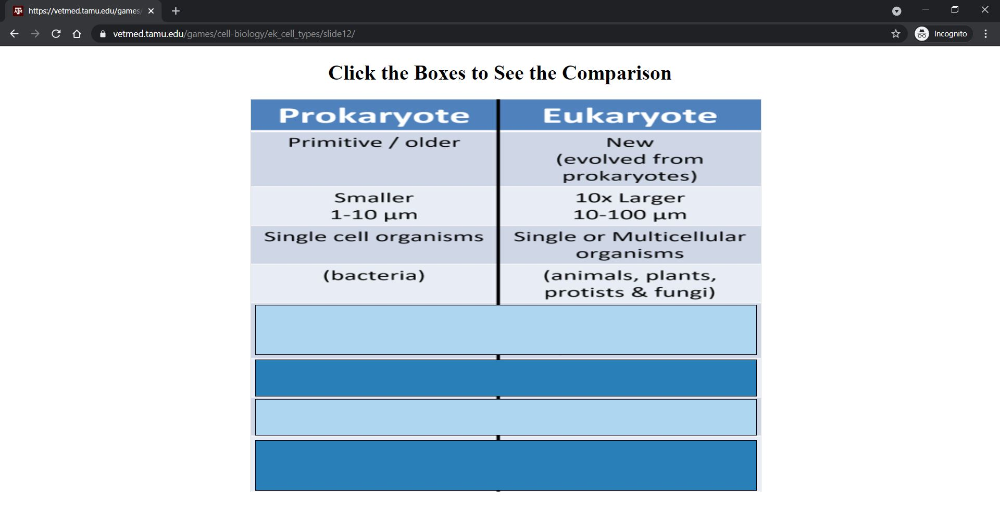 https://vetmed.tamu.edu/games/
vetmed.tamu.edu/games/cell-biology/ek_cell_types/slide12/
Incognito
Click the Boxes to See the Comparison
Prokaryote
Eukaryote
Primitive / older
New
(evolved from
prokaryotes)
Smaller
1-10 µm
10x Larger
10-100 µm
Single cell organisms
Single or Multicellular
organisms
(bacteria)
(animals, plants,
protists & fungi)